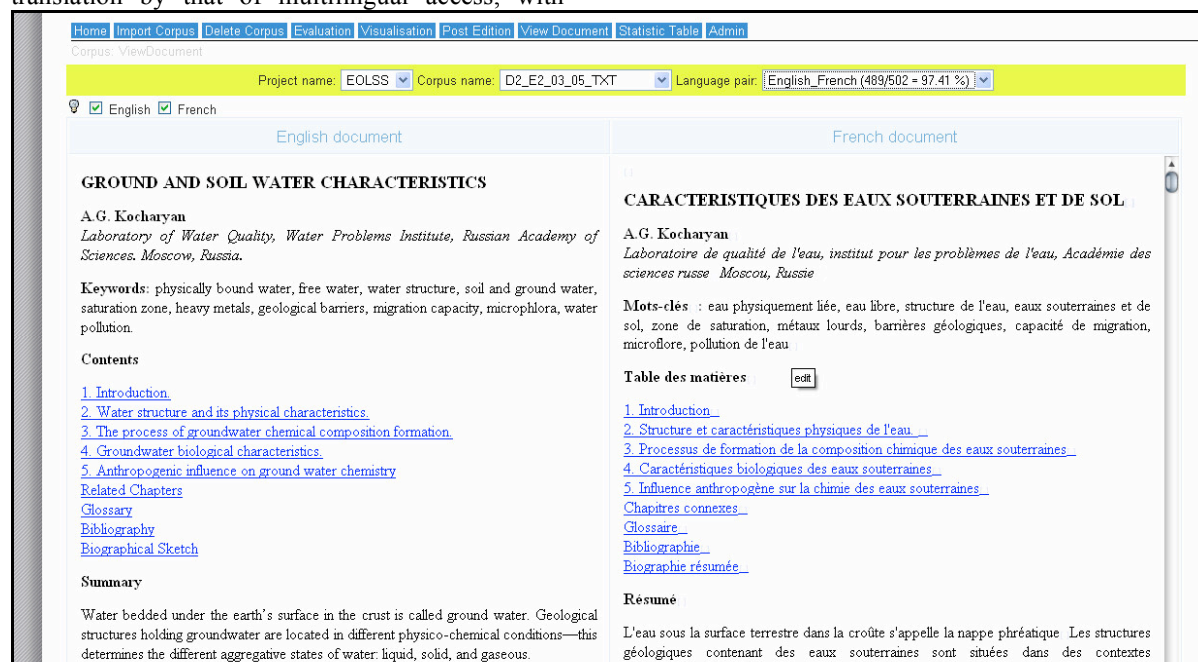 translation by that of multilingual access, with
Home Import Corpus Delete Corpus Evaluation Visualisation Post Edition View Document Statistic Table Admin
Corpus: ViewDocument
Project name: EOLSS Corpus name: D2_E2_03_05_TXT Language pair: English_French (489/502 = 97.41 %)
English French
English document
GROUND AND SOIL WATER CHARACTERISTICS
A.G. Kocharyan
Laboratory of Water Quality, Water Problems Institute, Russian Academy of
Sciences. Moscow, Russia.
Keywords: physically bound water, free water, water structure, soil and ground water,
saturation zone, heavy metals, geological barriers, migration capacity, microphlora, water
pollution.
Contents
1. Introduction.
2. Water structure and its physical characteristics.
3. The process of groundwater chemical composition formation.
4. Groundwater biological characteristics.
5. Anthropogenic influence on ground water chemistry
Related Chapters
Glossary
Bibliography
Biographical Sketch
Summary
Water bedded under the earth's surface in the crust is called ground water. Geological
structures holding groundwater are located in different physico-chemical conditions—this
determines the different aggregative states of water: liquid, solid, and gaseous.
French document
CARACTERISTIQUES DES EAUX SOUTERRAINES ET DE SOL
A.G. Kocharyan
Laboratoire de qualité de l'eau, institut pour les problèmes de l'eau, Académie des
sciences russe Moscou, Russie
Mots-clés : eau physiquement liée, eau libre, structure de l'eau, eaux souterraines et de
sol, zone de saturation, métaux lourds, barrières géologiques, capacité de migration,
microflore, pollution de l'eau
Table des matières edit
1. Introduction
2. Structure et caractéristiques physiques de l'eau.
3. Processus de formation de la composition chimique des eaux souterraines
4. Caractéristiques biologiques des eaux souterraines
5. Influence anthropogène sur la chimie des eaux souterraines
Chapitres connexes
Glossaire
Bibliographie
Biographie résumée
Résumé
L'eau sous la surface terrestre dans la croûte s'appelle la nappe phréatique Les structures
géologiques contenant des eaux souterraines sont situées dans des contextes